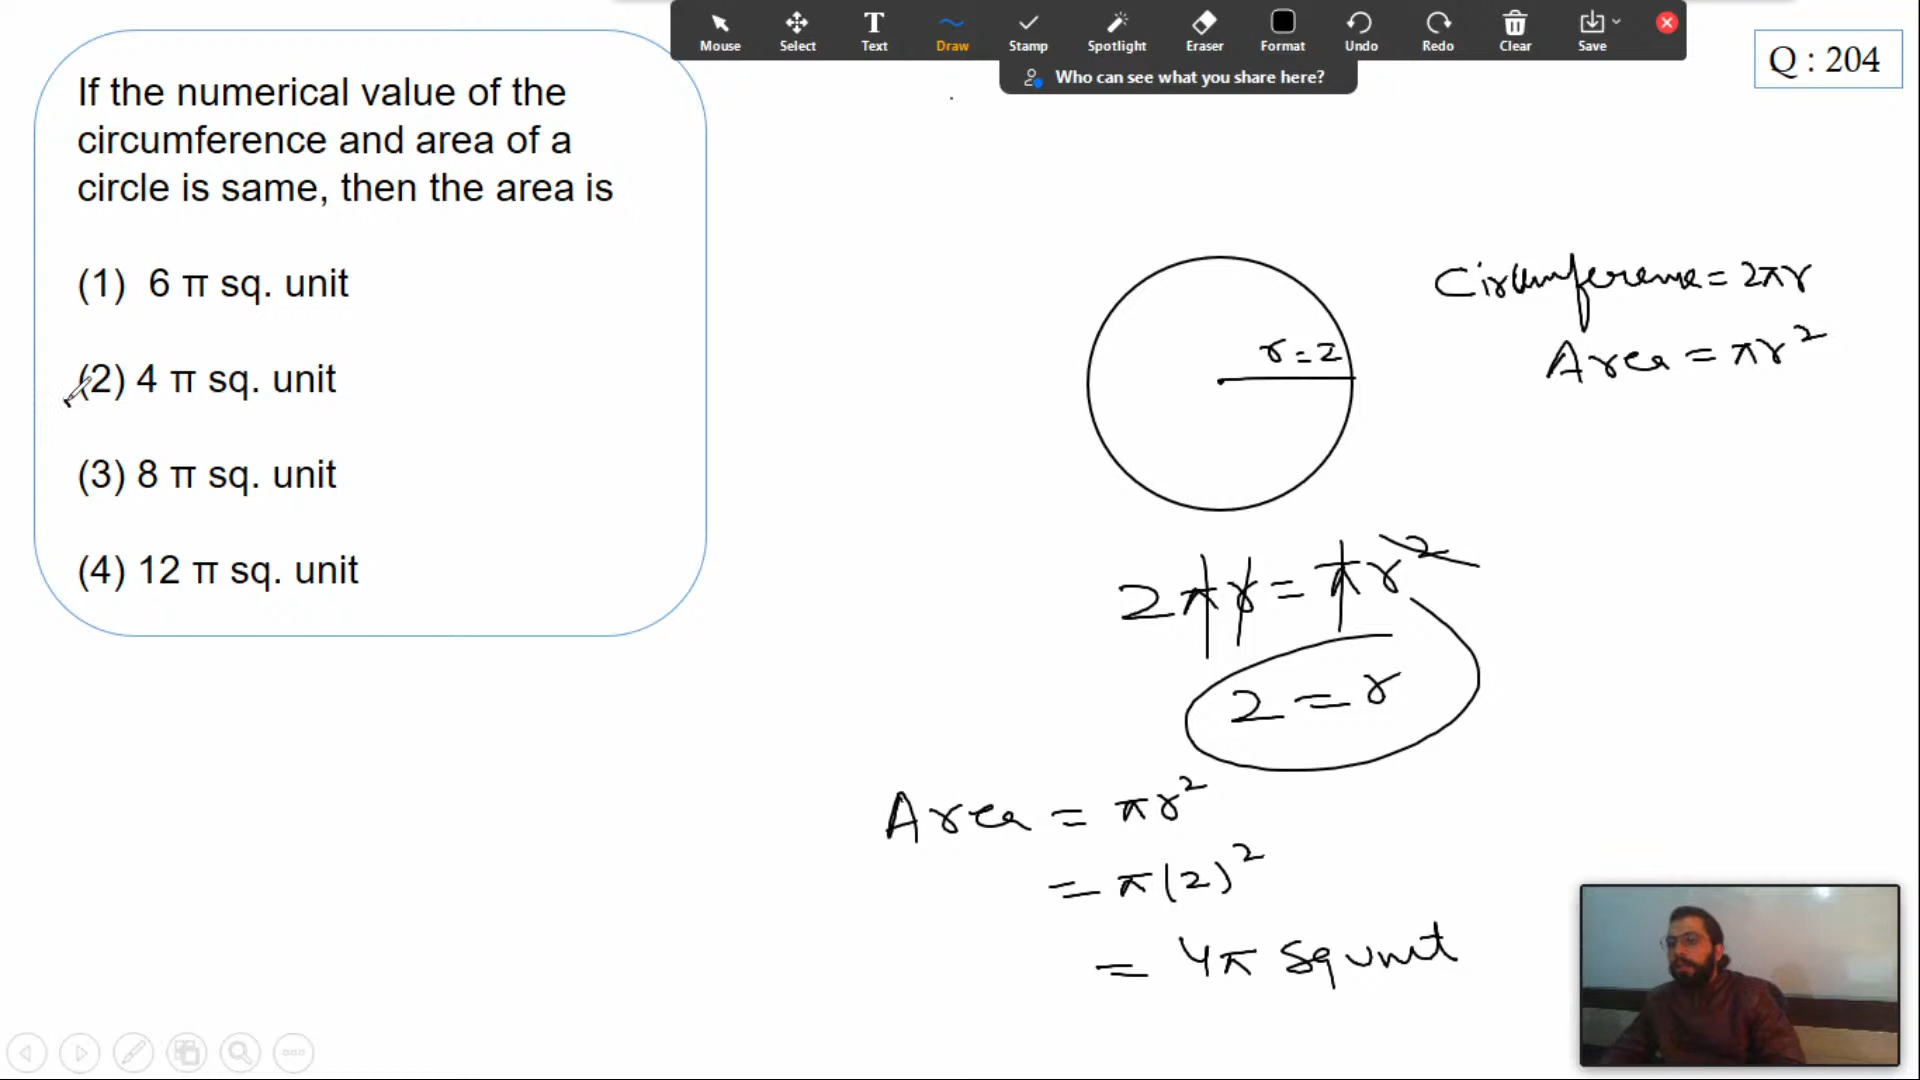 Mouse Select Text Draw Stamp Spotlight Eraser Format Undo Redo Clear Save
Who can see what you share here?
Q : 204
If the numerical value of the
circumference and area of a
circle is same, then the area is
(1) 6 π sq. unit
(2) 4 π sq. unit
(3) 8 π sq. unit
(4) 12 π sq. unit
Circumference = 2πr
Area = πr²
r = 2
2πr = πr²
2 = r
Area = πr²
= π(2)²
= 4π sq unit